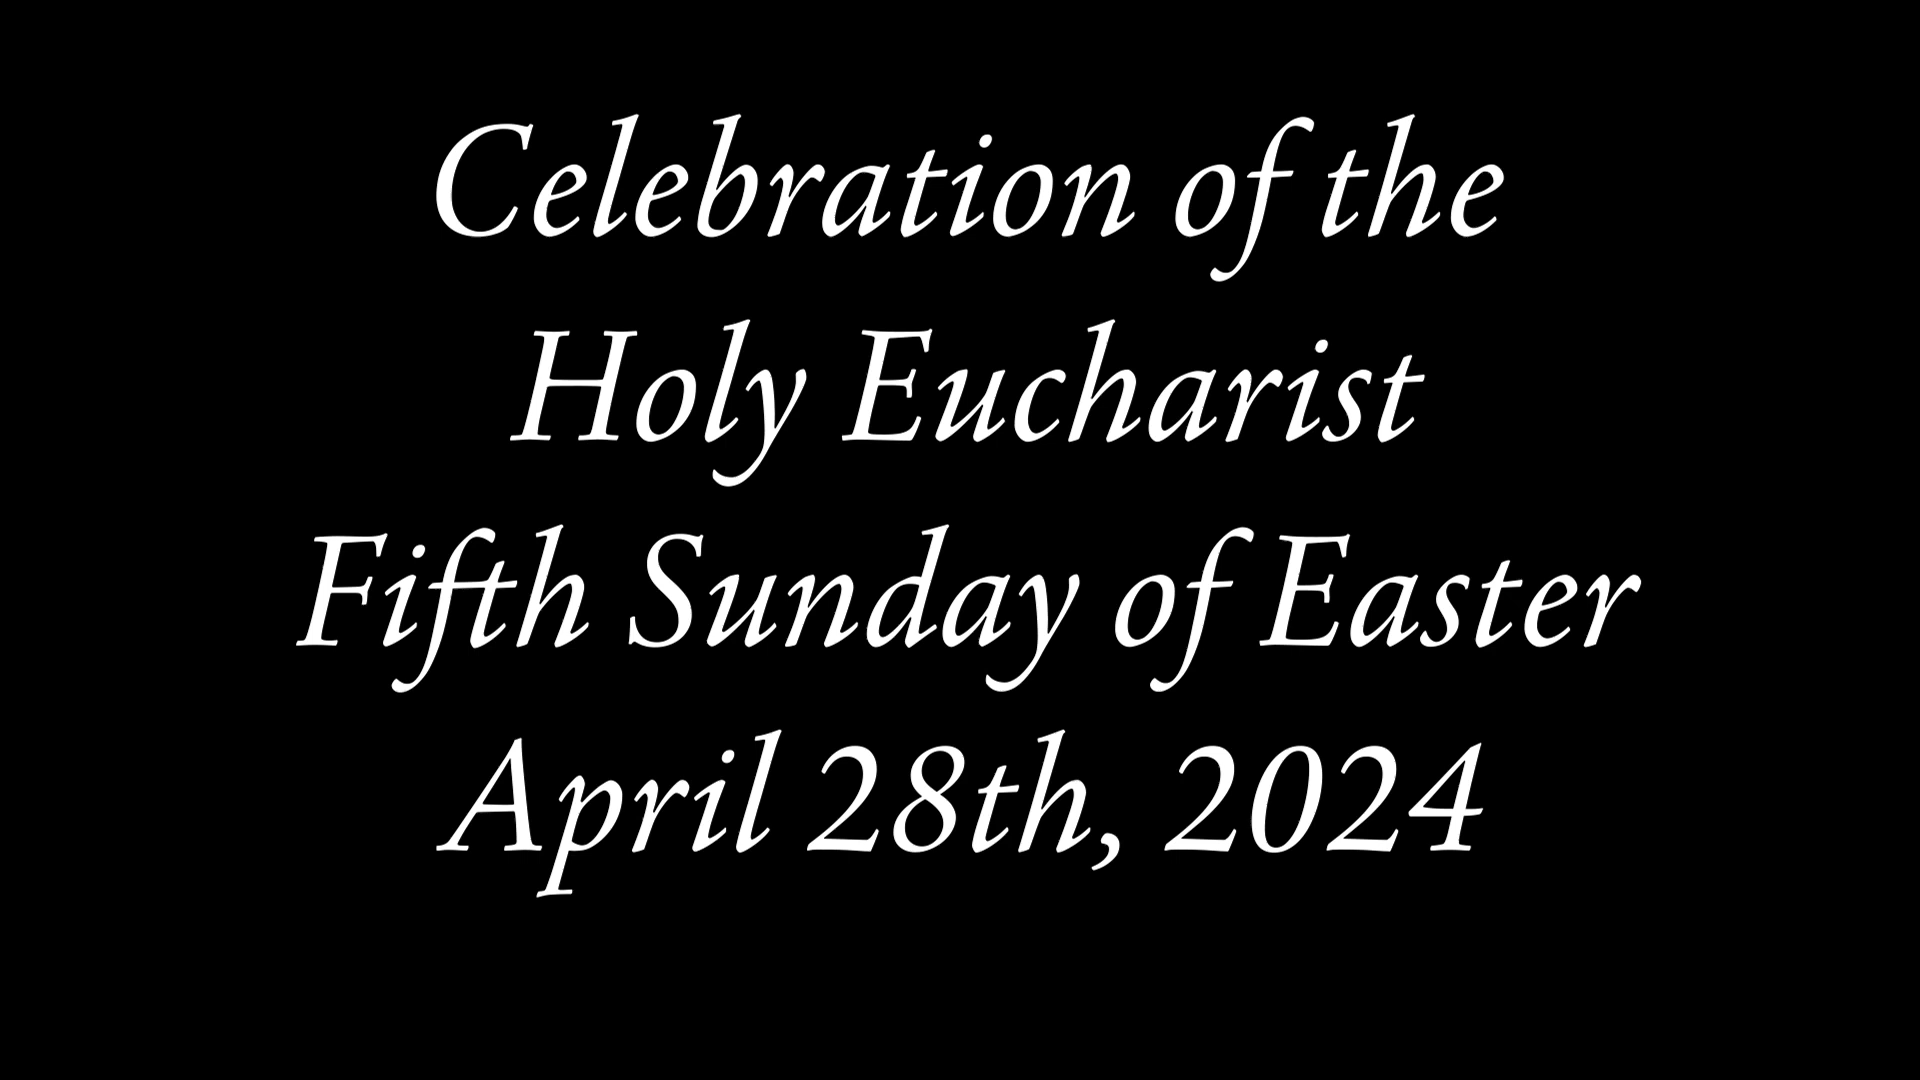 Celebration of the
Holy Eucharist
Fifth Sunday of Easter
April 28th, 2024